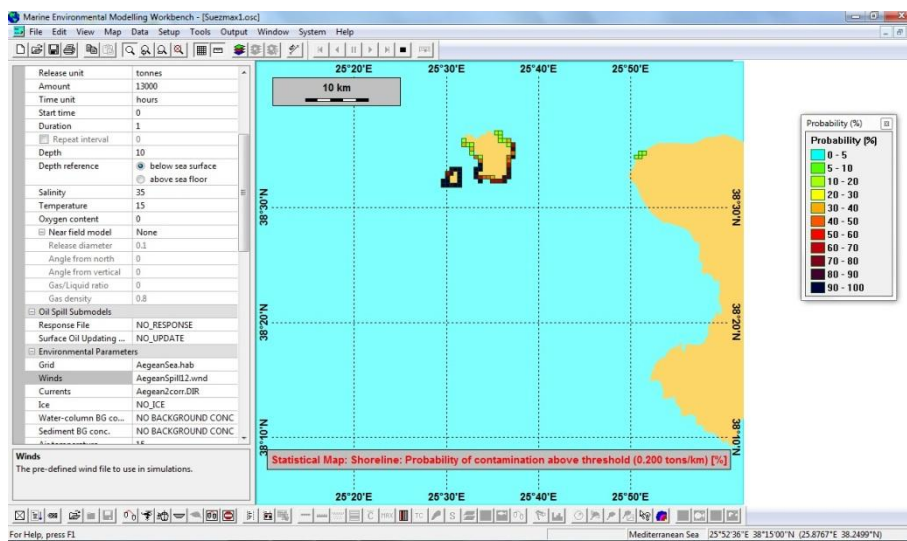 Marine Environmental Modelling Workbench - [Suezmax1.osc]
File Edit View Map Data Setup Tools Output Window Help
Release unit tonnes
Amount 13000
Time unit hours
Start time 0
Duration 1
Repeat interval 0
Depth 10
Depth reference below sea surface
above sea floor
Salinity 35
Temperature 15
Oxygen content 0
Near field model None
Release diameter 0.1
Angle from north 0
Angle from vertical 0
Gas/Liquid ratio 0
Gas density 0.8
Oil Spill Submodels
Response File NO_RESPONSE
Surface Oil Updating ... NO_UPDATE
Environmental Parameters
Grid AegeanSea.hab
Winds AegeanSpill12.wnd
Currents Aegean2corr.DIR
Ice NO_ICE
Water-column BG co... NO BACKGROUND CONC
Sediment BG conc. NO BACKGROUND CONC
Winds
The pre-defined wind file to use in simulations.
25°20'E 25°30'E 25°40'E 25°50'E
10 km
38°30'N 38°30'N
38°20'N 38°20'N
38°10'N 38°10'N
Statistical Map: Shoreline: Probability of contamination above threshold (0.200 tons/km) [%]
25°20'E 25°30'E 25°40'E 25°50'E
Probability (%)
Probability (%)
0 - 5
5 - 10
10 - 20
20 - 30
30 - 40
40 - 50
50 - 60
60 - 70
70 - 80
80 - 90
90 - 100
For Help, press F1
Mediterranean Sea 25°52'36"E 38°15'00"N (25.8767°E 38.2499°N)